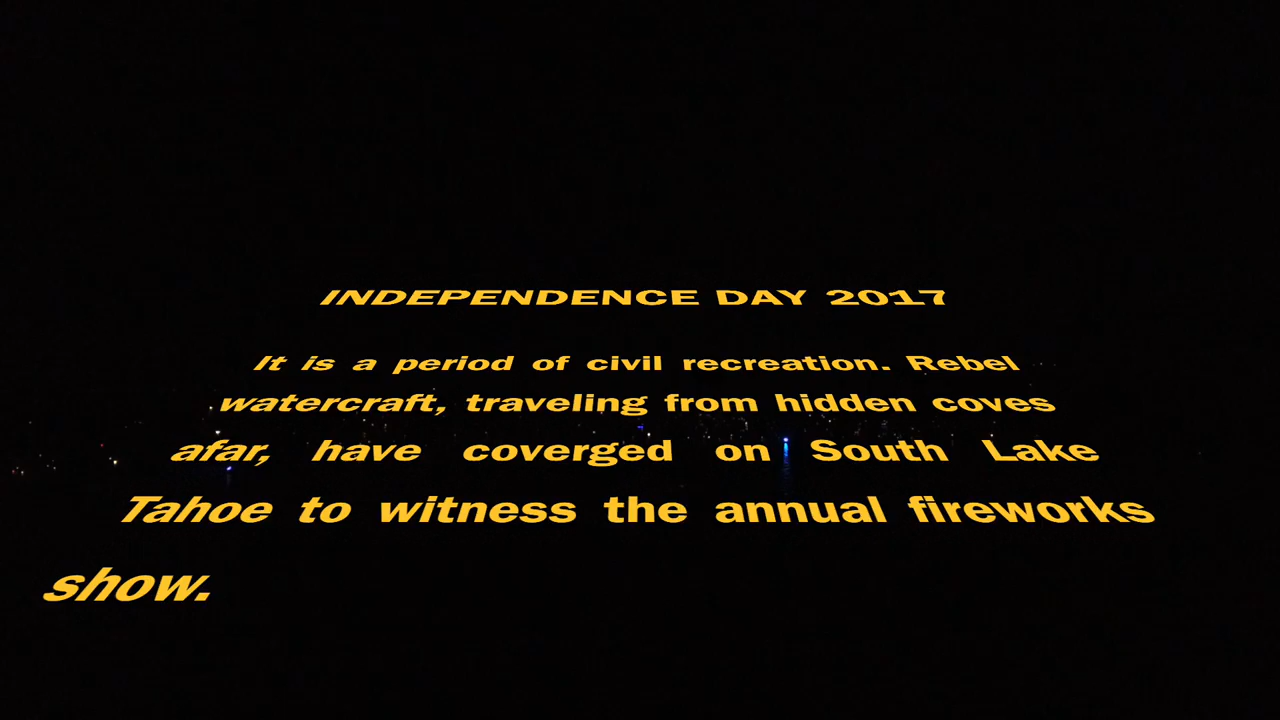 INDEPENDENCE DAY 2017
It is a period of civil recreation. Rebel
watercraft, traveling from hidden coves
afar, have coverged on South Lake
Tahoe to witness the annual fireworks
show.